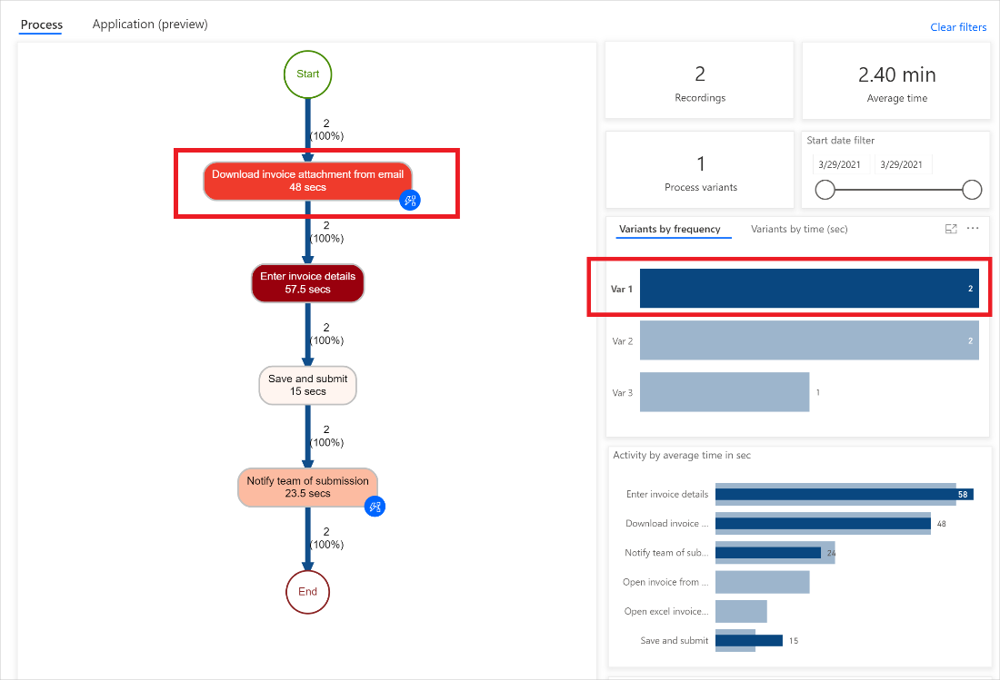 Process
Application (preview)
Clear filters
Start
2
(100%)
Download invoice attachment from email
48 secs
2
(100%)
Enter invoice details
57.5 secs
2
(100%)
Save and submit
15 secs
2
(100%)
Notify team of submission
23.5 secs
2
(100%)
End
2
Recordings
2.40 min
Average time
1
Process variants
Start date filter
3/29/2021
3/29/2021
Variants by frequency
Variants by time (sec)
Var 1
2
Var 2
2
Var 3
1
Activity by average time in sec
Enter invoice details
58
Download invoice ...
48
Notify team of sub...
24
Open invoice from ...
Open excel invoice...
Save and submit
15